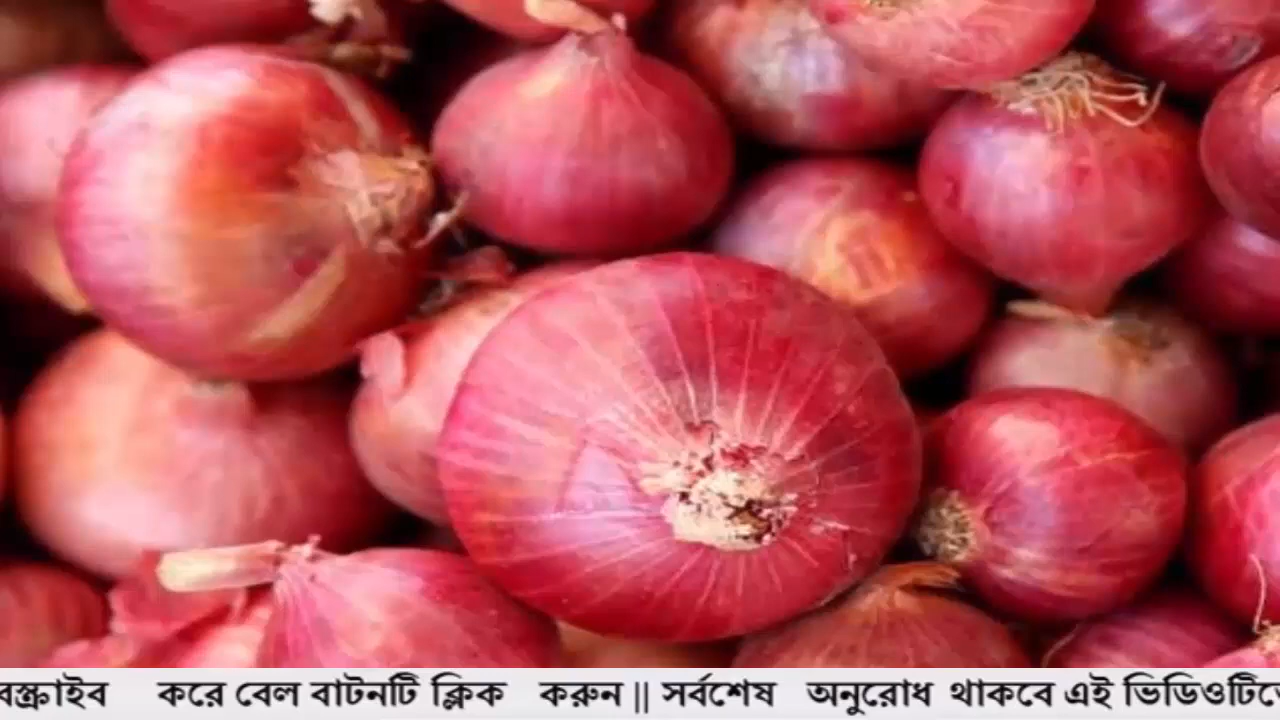 বস্ক্রাইব করে বেল বাটনটি ক্লিক করুন || সর্বশেষ অনুরোধ থাকবে এই ভিডিওটিতে